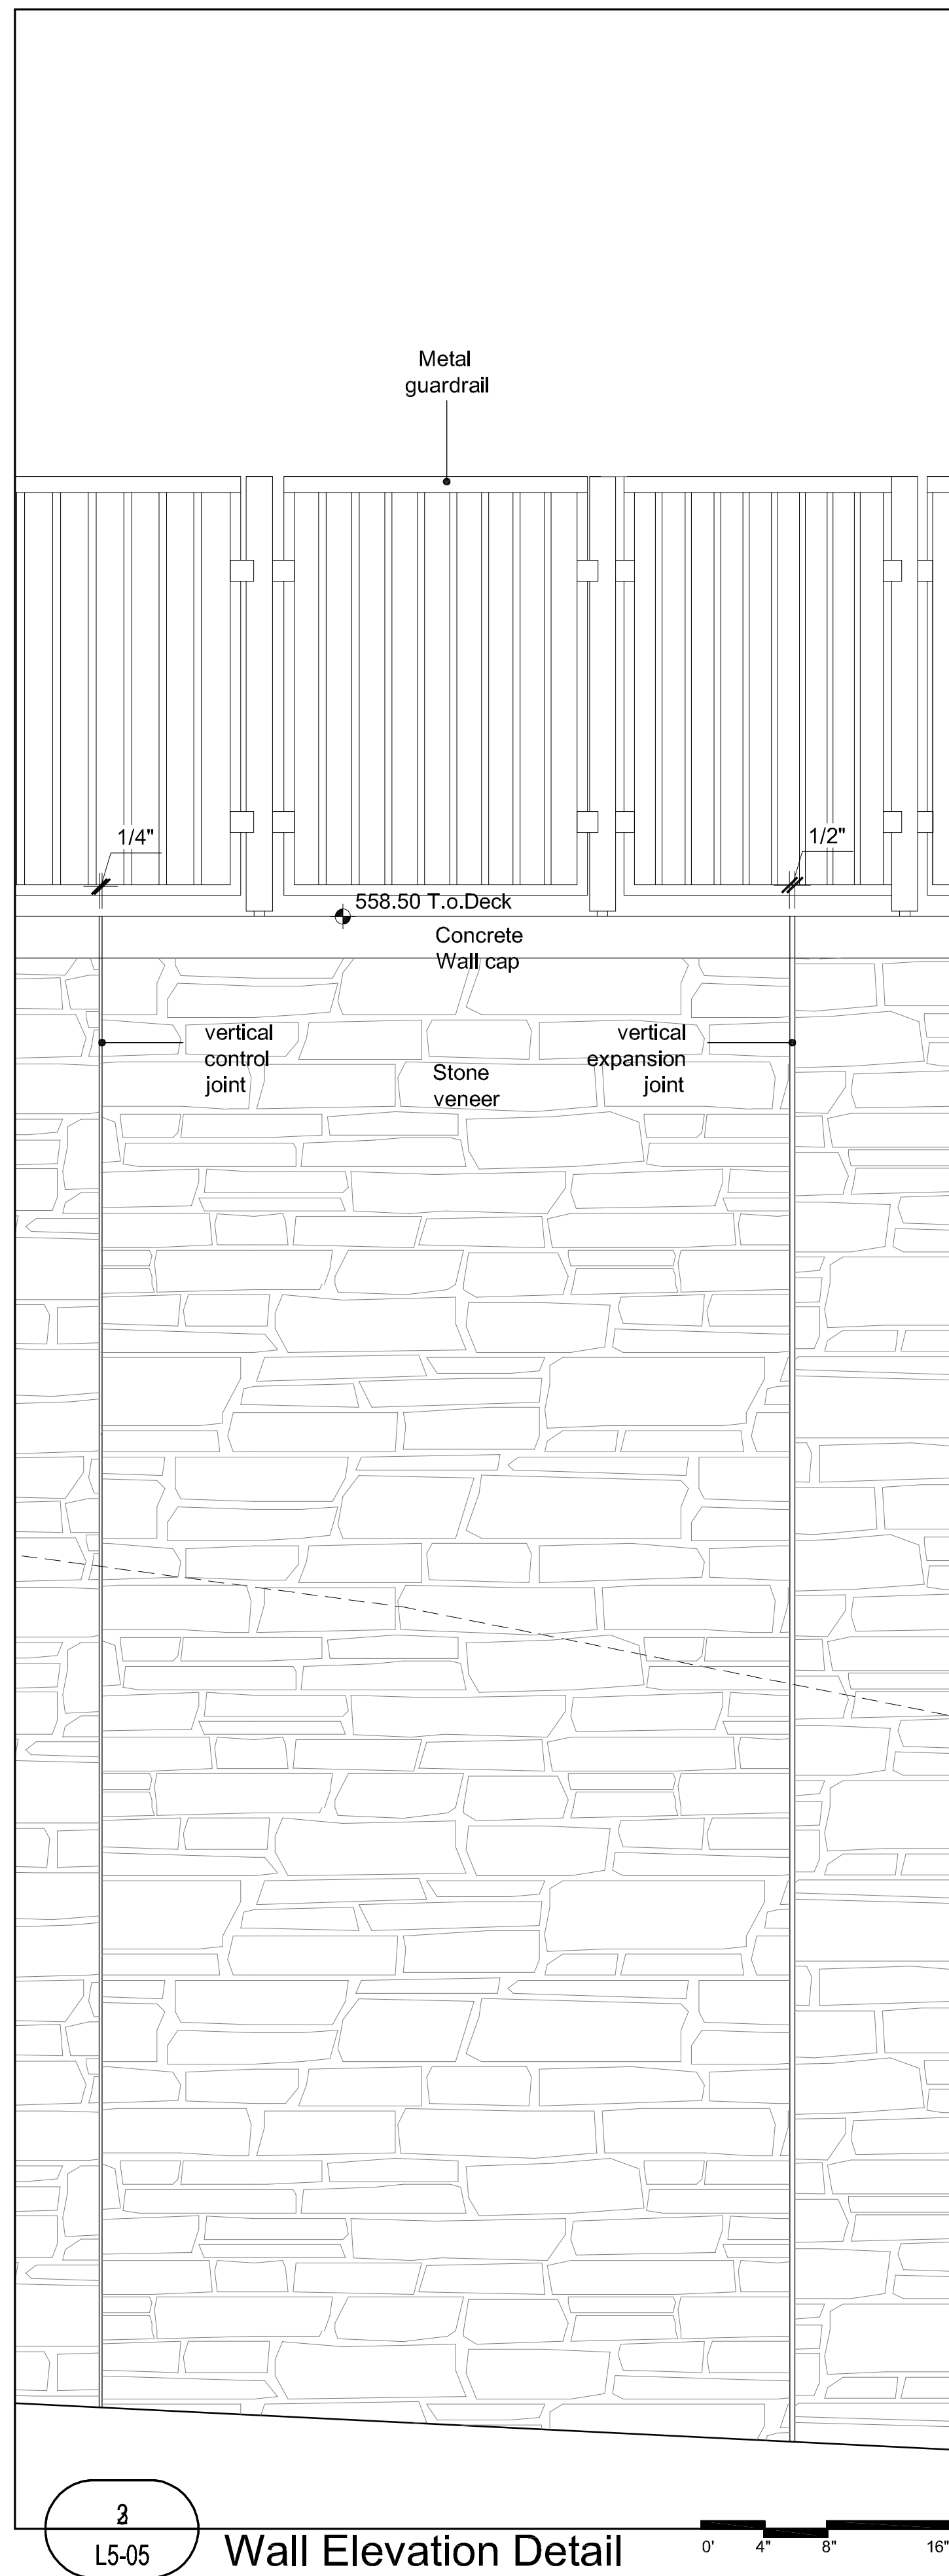 Metal
guardrail
1/4"
1/2"
558.50 T.o.Deck
Concrete
Wall cap
vertical
control
joint
vertical
expansion
joint
Stone
veneer
L5-05
Wall Elevation Detail
0' 4" 8" 16"